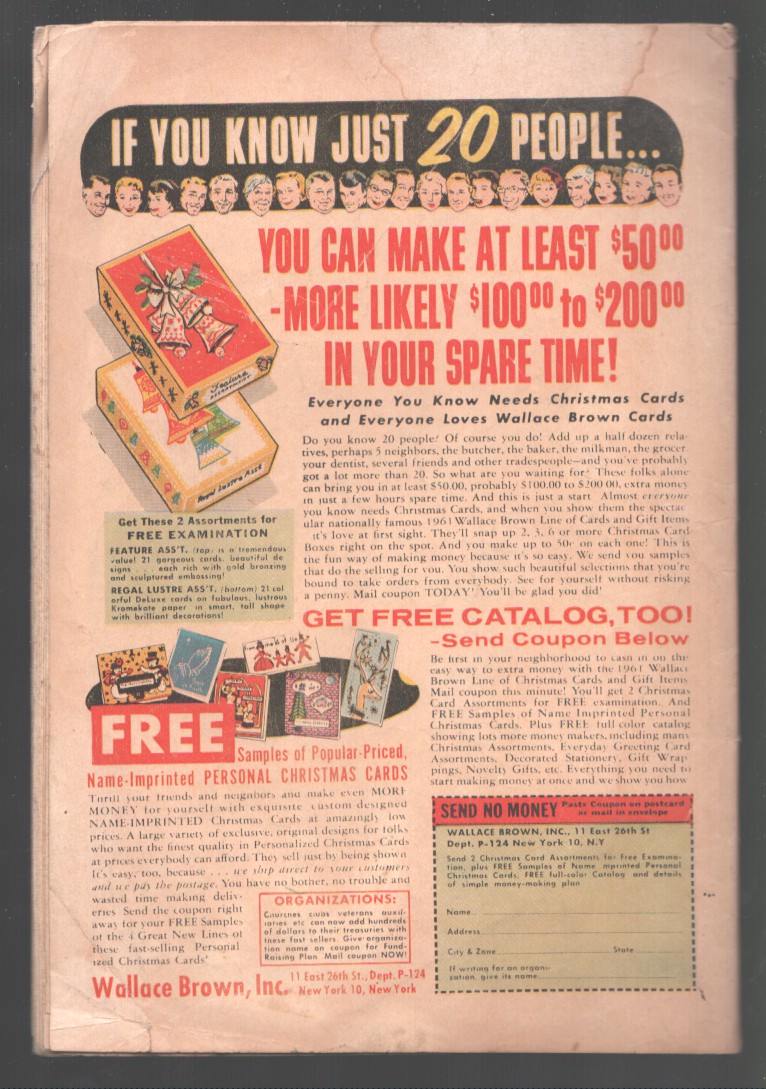 IF YOU KNOW JUST 20 PEOPLE...
YOU CAN MAKE AT LEAST $50.00
-MORE LIKELY $100.00 to $200.00
IN YOUR SPARE TIME!
Everyone You Know Needs Christmas Cards
and Everyone Loves Wallace Brown Cards
Do you know 20 people? Of course you do! Add up a half dozen rela-
tives, perhaps 5 neighbors, the butcher, the baker, the milkman, the grocer
your dentist, several friends and other tradespeople—and you've probably
got a lot more than 20. So what are you waiting for? These folks alone
can bring you in at least $50.00, probably $100.00 to $200 00, extra money
in just a few hours spare time. And this is just a start Almost everyone
you know needs Christmas Cards, and when you show them the spectac
ular nationally famous 1961 Wallace Brown Line of Cards and Gift Items
it's love at first sight. They'll snap up 2, 3, 6 or more Christmas Card
Boxes right on the spot. And you make up to 50c on each one! This is
the fun way of making money because it's so easy. We send you samples
that do the selling for you. You show such beautiful selections that you're
bound to take orders from everybody. See for yourself without risking
a penny. Mail coupon TODAY! You'll be glad you did!
Feature
ASSORTMENT
Regal Lustre Asst
Get These 2 Assortments for
FREE EXAMINATION
FEATURE ASS'T. (top) is a tremendous
value! 21 gorgeous cards, beautiful de
signs . . . each rich with gold bronzing
and sculptured embossing!
REGAL LUSTRE ASS'T. (bottom) 21 col
orful DeLuxe cards on fabulous, lustrous
Kromekote paper in smart, tall shape
with brilliant decorations!
GET FREE CATALOG, TOO!
-Send Coupon Below
Be first in your neighborhood to cash in on the
easy way to extra money with the 1961 Wallace
Brown Line of Christmas Cards and Gift Items
Mail coupon this minute! You'll get 2 Christmas
Card Assortments for FREE examination. And
FREE Samples of Name Imprinted Personal
Christmas Cards. Plus FREE full color catalog
showing lots more money makers, including many
Christmas Assortments, Everyday Greeting Card
Assortments, Decorated Stationery, Gift Wrap
pings, Novelty Gifts, etc. Everything you need to
start making money at once and we show you how
FREE Samples of Popular-Priced,
Name-Imprinted PERSONAL CHRISTMAS CARDS
Thrill your friends and neighbors and make even MORE
MONEY for yourself with exquisite custom designed
NAME-IMPRINTED Christmas Cards at amazingly low
prices. A large variety of exclusive, original designs for folks
who want the finest quality in Personalized Christmas Cards
at prices everybody can afford. They sell just by being shown
It's easy, too, because . . . we ship direct to your customers
and we pay the postage. You have no bother, no trouble and
wasted time making deliv-
eries Send the coupon right
away for your FREE Samples
of the 4 Great New Lines of
these fast-selling Personal
ized Christmas Cards!
ORGANIZATIONS:
Churches clubs veterans auxil-
iaries etc can now add hundreds
of dollars to their treasuries with
these fast sellers Give organiza-
tion name on coupon for Fund-
Raising Plan Mail coupon NOW!
Wallace Brown, Inc. 11 East 26th St., Dept. P-124
New York 10, New York
SEND NO MONEY Paste Coupon on postcard
or mail in envelope
WALLACE BROWN, INC., 11 East 26th St
Dept. P-124 New York 10, N.Y
Send 2 Christmas Card Assortments for Free Examina-
tion, plus FREE Samples of Name Imprinted Personal
Christmas Cards, FREE full-color Catalog and details
of simple money-making plan
Name
Address
City & Zone State
If writing for an organi-
zation, give its name